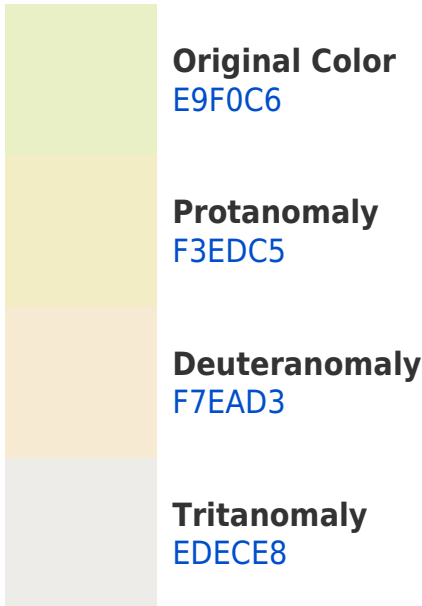 Original Color
E9F0C6
Protanomaly
F3EDC5
Deuteranomaly
F7EAD3
Tritanomaly
EDECE8